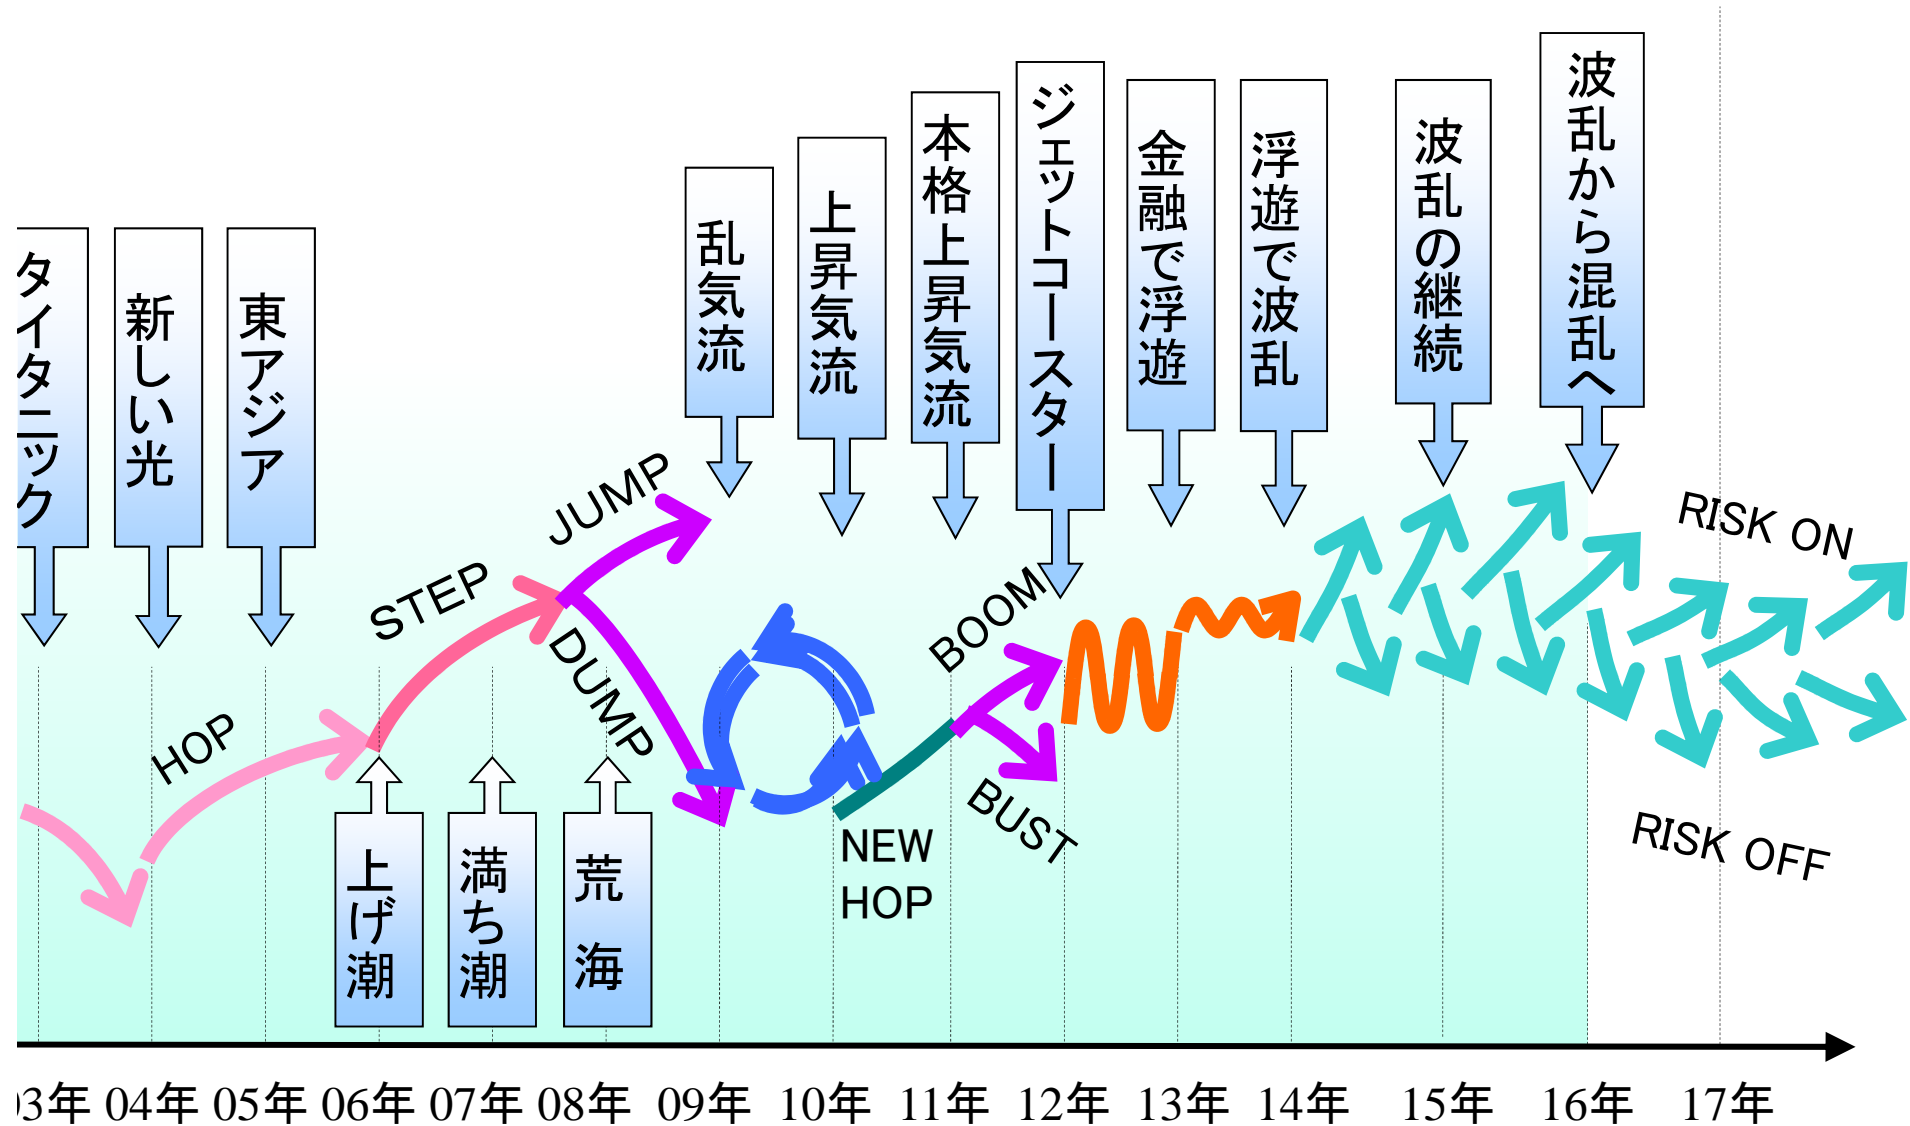 タイタニック
新しい光
東アジア
上げ潮
満ち潮
荒海
乱気流
上昇気流
本格上昇気流
ジェットコースター
金融で浮遊
浮遊で波乱
波乱の継続
波乱から混乱へ
HOP
STEP
JUMP
DUMP
NEW
HOP
BOOM
BUST
RISK ON
RISK OFF
03年 04年 05年 06年 07年 08年 09年 10年 11年 12年 13年 14年 15年 16年 17年